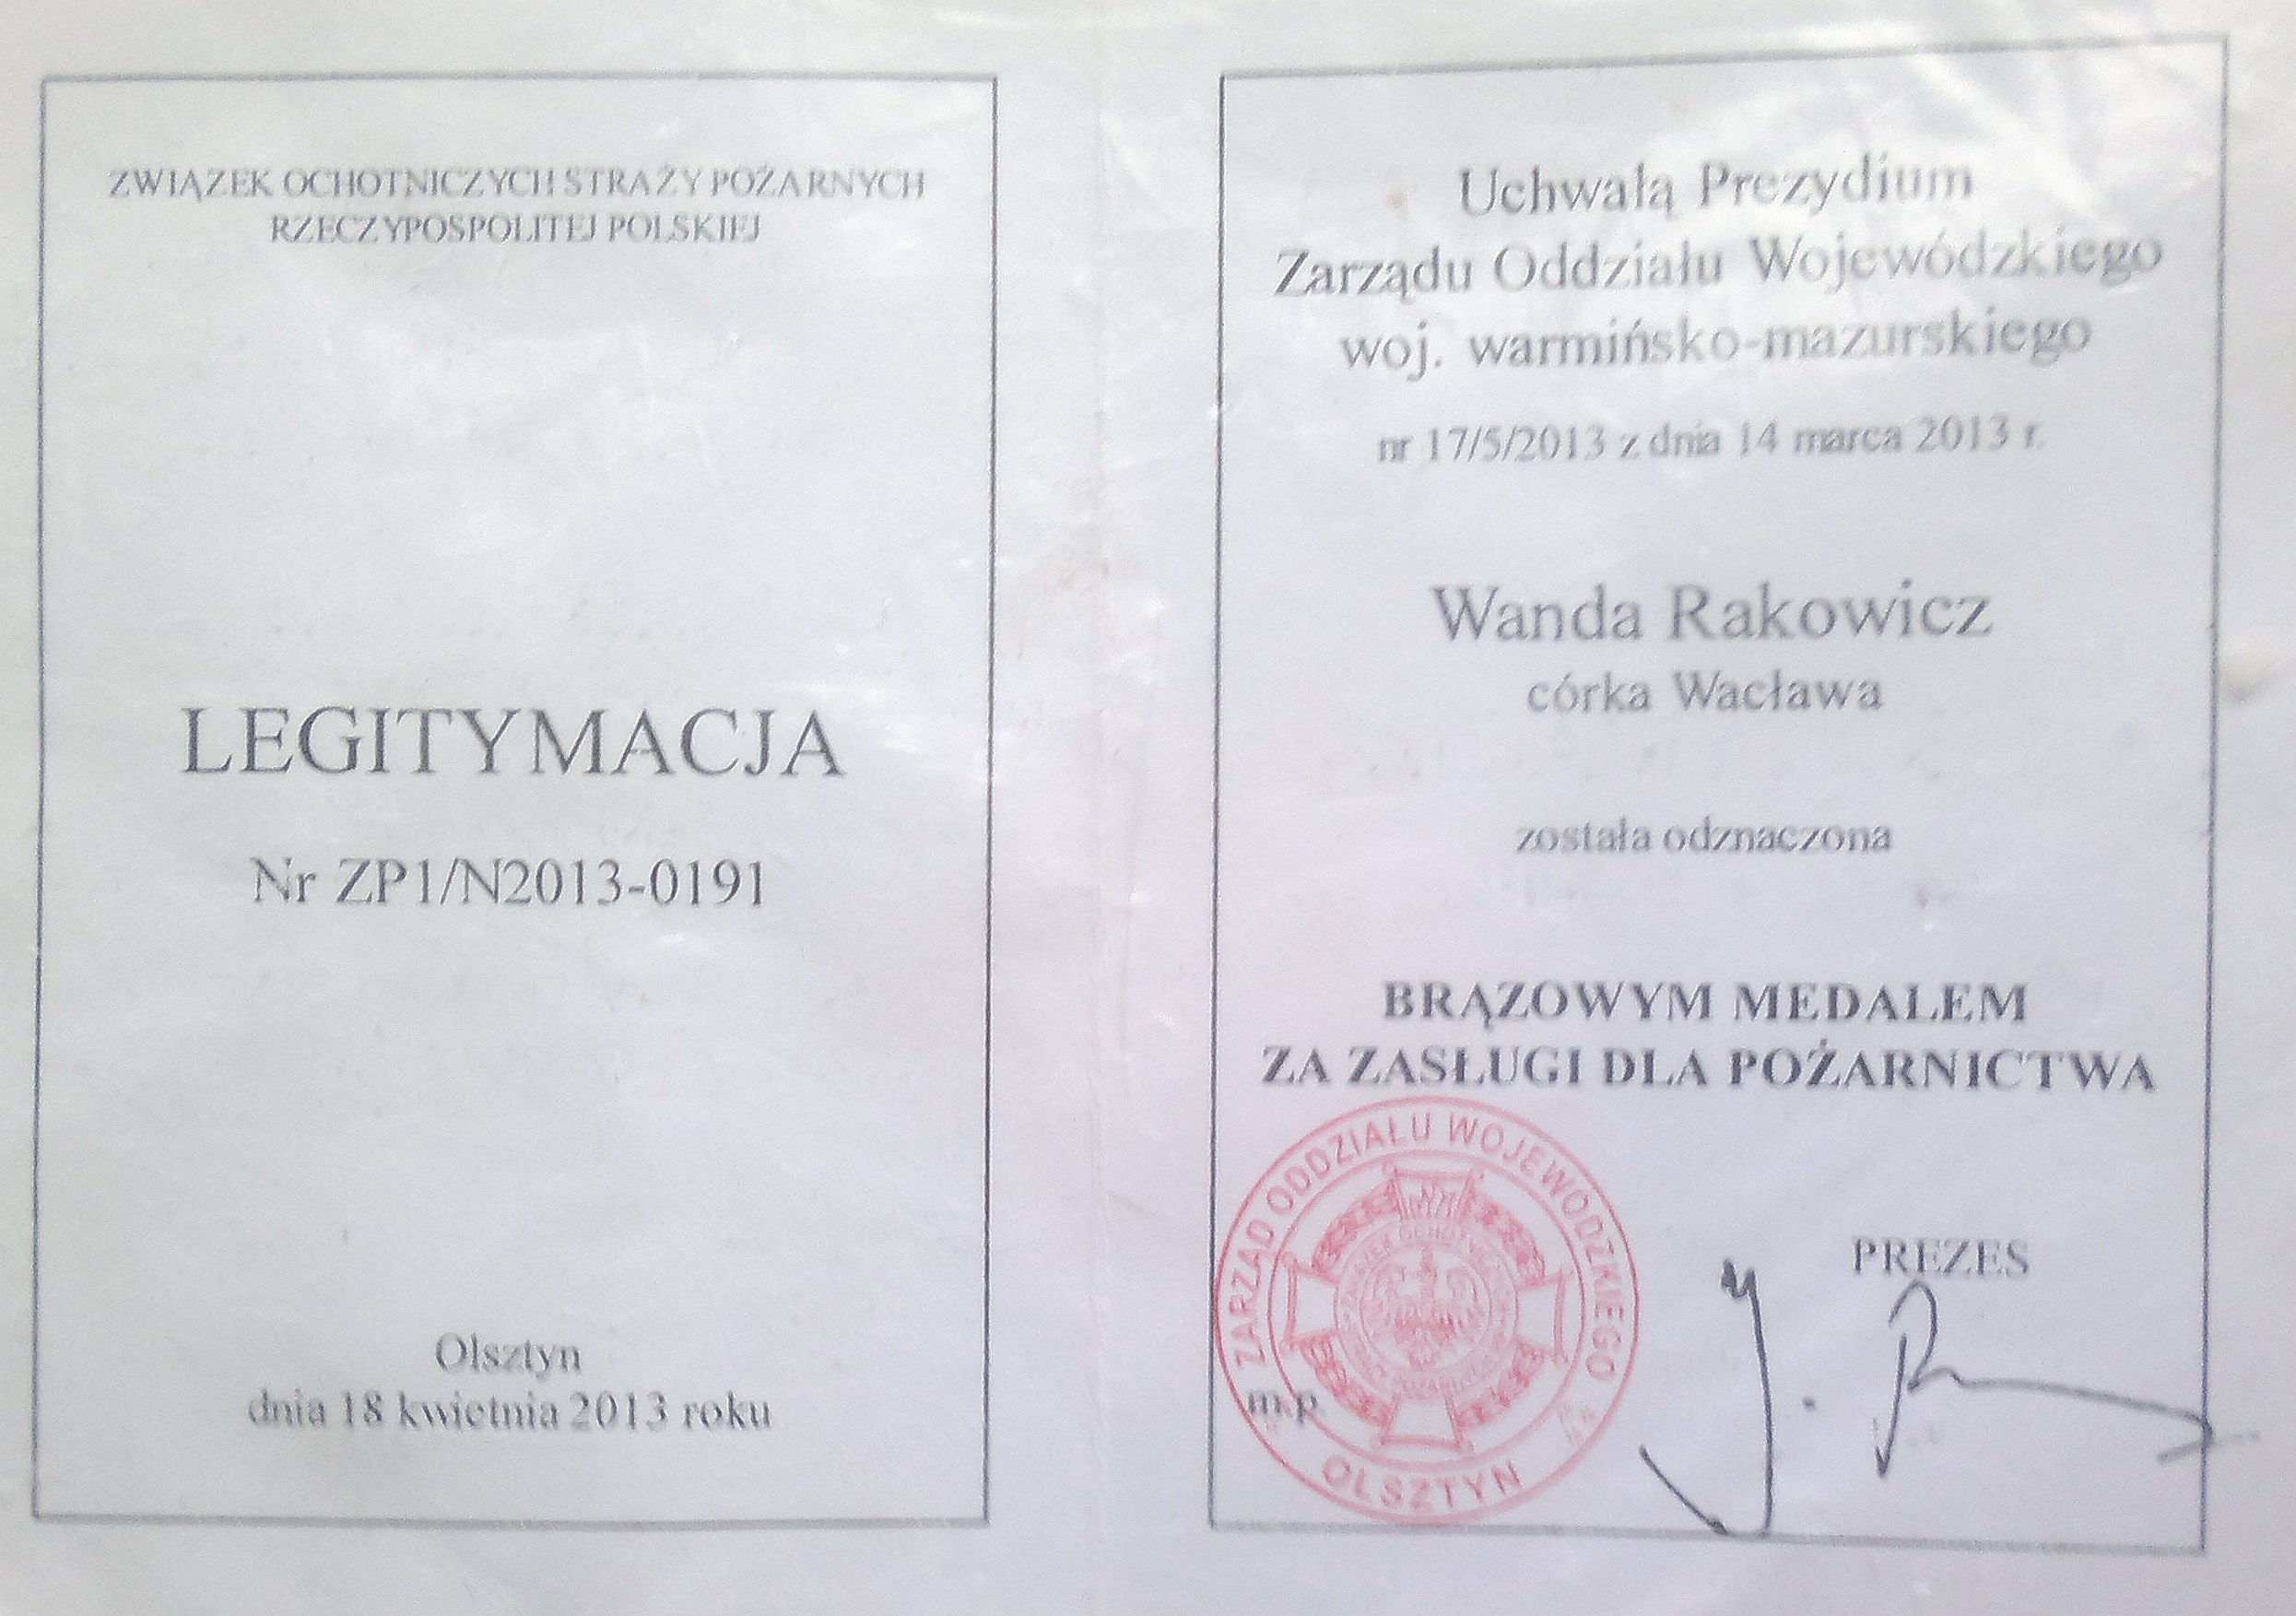 ZWIĄZEK OCHOTNICZYCH STRAŻY POŻARNYCH
RZECZYPOSPOLITEJ POLSKIEJ
LEGITYMACJA
Nr ZP1/N2013-0191
Olsztyn
dnia 18 kwietnia 2013 roku
Uchwałą Prezydium
Zarządu Oddziału Wojewódzkiego
woj. warmińsko-mazurskiego
nr 17/5/2013 z dnia 14 marca 2013 r.
Wanda Rakowicz
córka Wacława
została odznaczona
BRĄZOWYM MEDALEM
ZA ZASŁUGI DLA POŻARNICTWA
PREZES
m.p.
ZARZĄD ODDZIAŁU WOJEWÓDZKIEGO
OLSZTYN